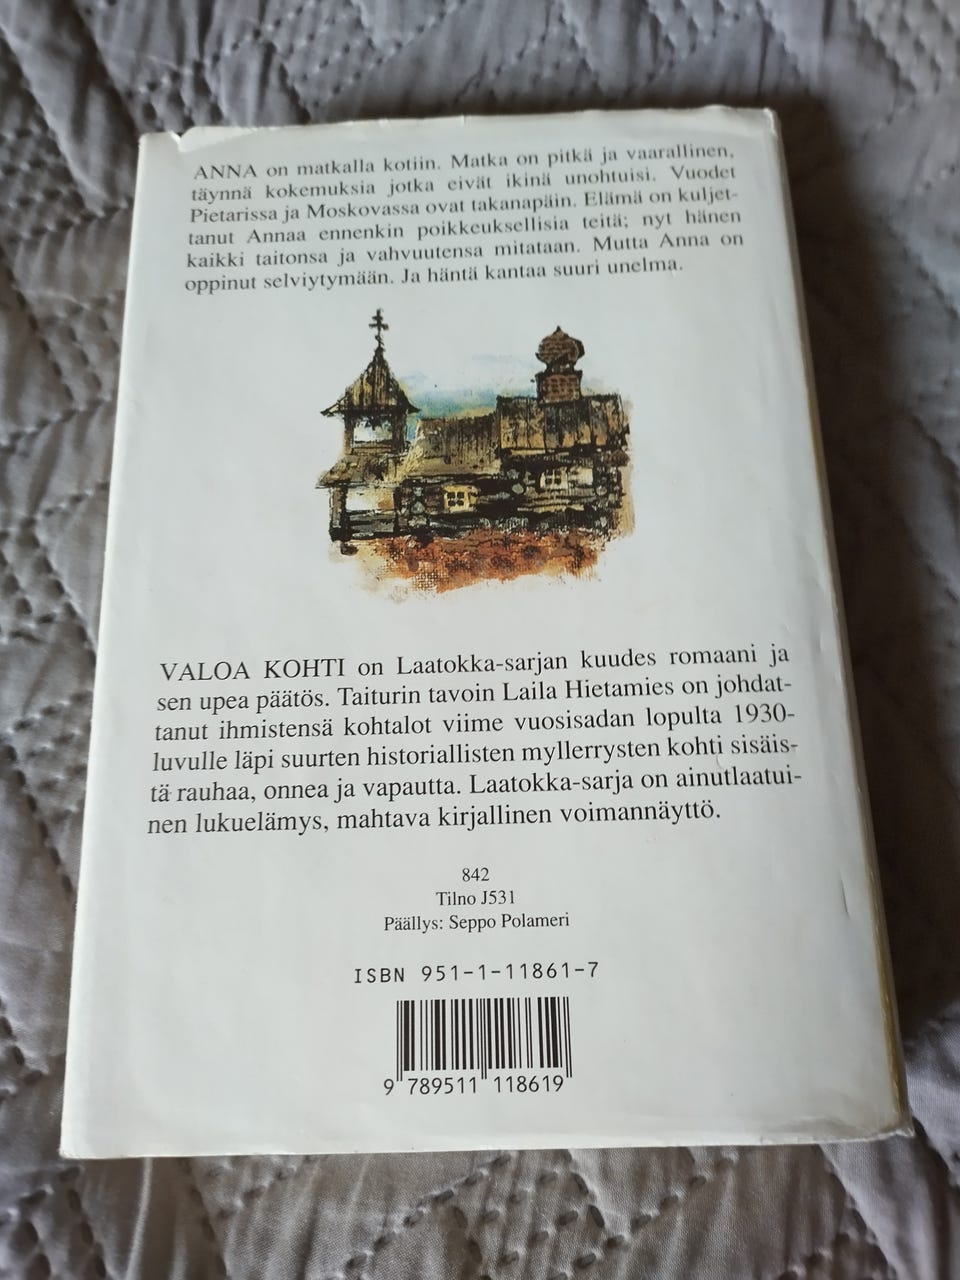 ANNA on matkalla kotiin. Matka on pitkä ja vaarallinen,
täynnä kokemuksia jotka eivät ikinä unohtuisi. Vuodet
Pietarissa ja Moskovassa ovat takanapäin. Elämä on kuljet-
tanut Annaa ennenkin poikkeuksellisia teitä; nyt hänen
kaikki taitonsa ja vahvuutensa mitataan. Mutta Anna on
oppinut selviytymään. Ja häntä kantaa suuri unelma.
VALOA KOHTI on Laatokka-sarjan kuudes romaani ja
sen upea päätös. Taiturin tavoin Laila Hietamies on johdat-
tanut ihmistensä kohtalot viime vuosisadan lopulta 1930-
luvulle läpi suurten historiallisten myllerrysten kohti sisäis-
tä rauhaa, onnea ja vapautta. Laatokka-sarja on ainutlaatui-
nen lukuelämys, mahtava kirjallinen voimannäyttö.
842
Tilno J531
Päällys: Seppo Polameri
ISBN 951-1-11861-7
9 789511 118619